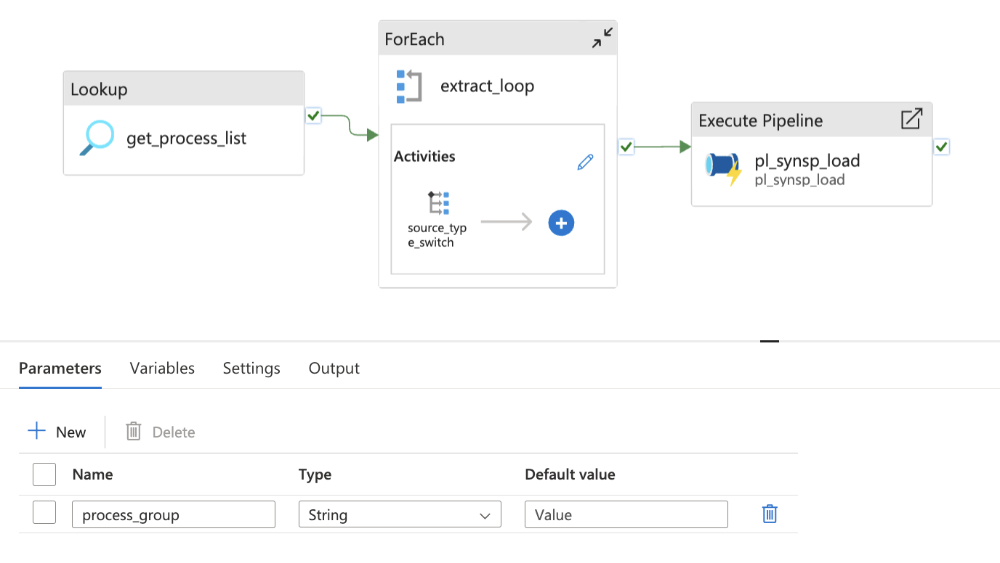 Lookup
get_process_list
ForEach
extract_loop
Activities
source_typ
e_switch
Execute Pipeline
pl_synsp_load
pl_synsp_load
Parameters Variables Settings Output
New Delete
Name Type Default value
process_group String Value